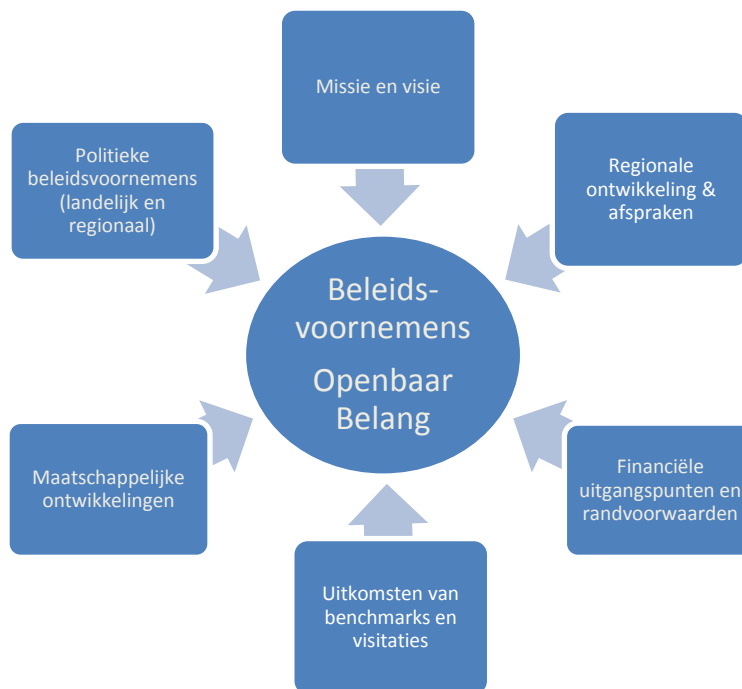 Missie en visie
Politieke
beleidsvoornemens
(landelijk en
regionaal)
Regionale
ontwikkeling &
afspraken
Beleids-
voornemens
Openbaar
Belang
Maatschappelijke
ontwikkelingen
Financiële
uitgangspunten en
randvoorwaarden
Uitkomsten van
benchmarks en
visitaties